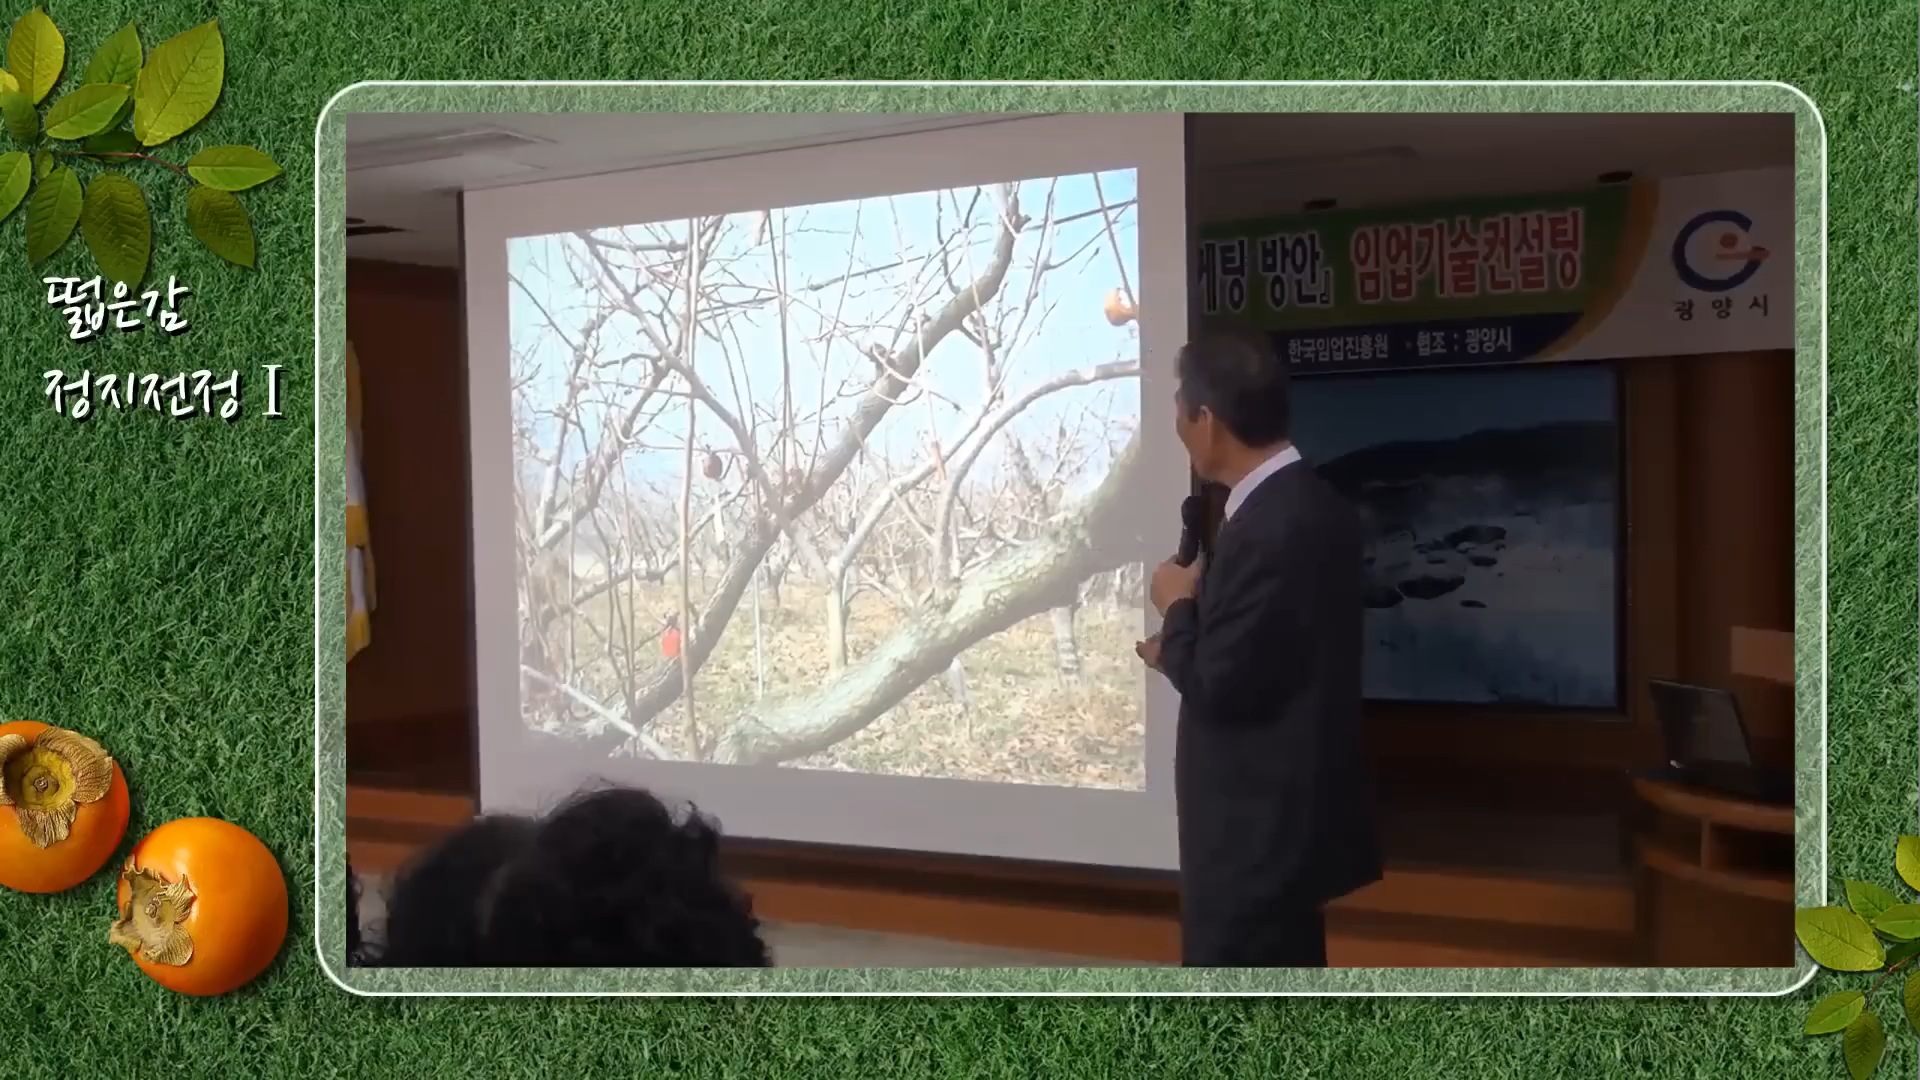 떫은감
정지전정 I
케팅 방안』 임업기술컨설팅
광양시
한국임업진흥원 • 협조 : 광양시